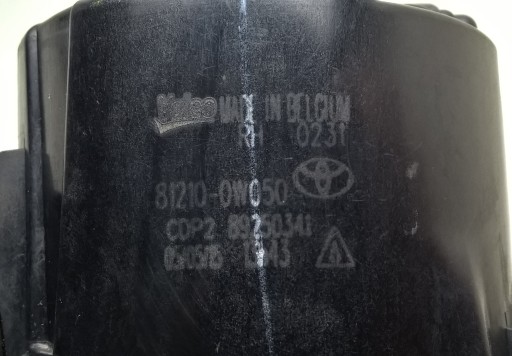 Valeo MADE IN BELGIUM
RH 0231
81210-0W050
CDP2 89250341